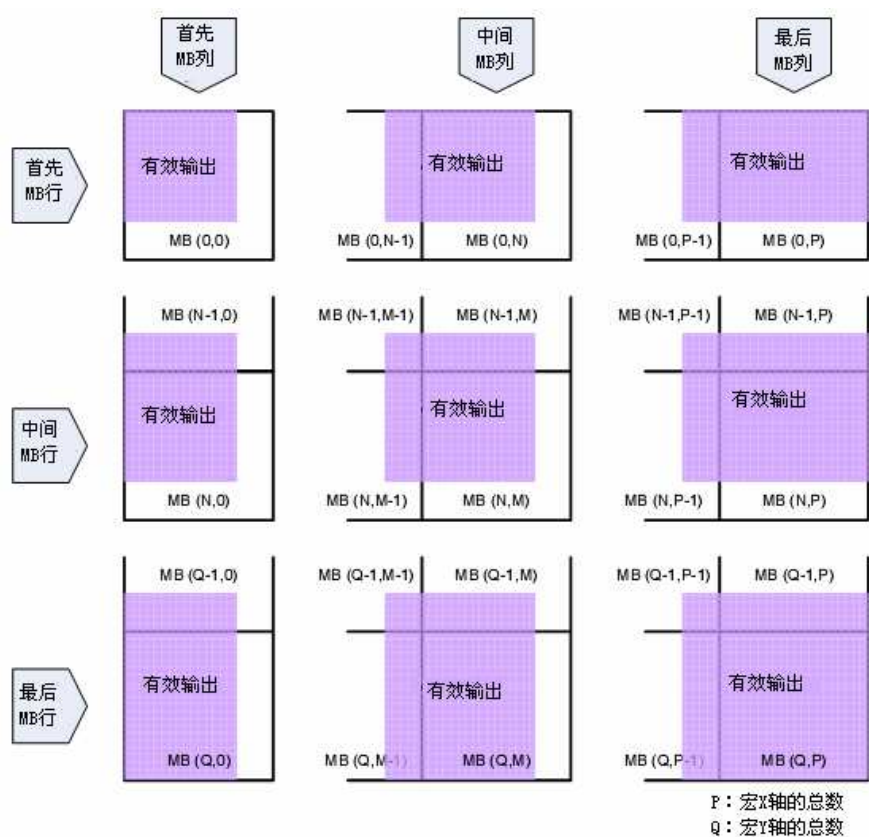 首先
MB列
中间
MB列
最后
MB列
首先
MB行
有效输出
有效输出
有效输出
MB (0,0)
MB (0,N-1)
MB (0,N)
MB (0,P-1)
MB (0,P)
MB (N-1,0)
MB (N-1,M-1)
MB (N-1,M)
MB (N-1,P-1)
MB (N-1,P)
中间
MB行
有效输出
有效输出
有效输出
MB (N,0)
MB (N,M-1)
MB (N,M)
MB (N,P-1)
MB (N,P)
MB (Q-1,0)
MB (Q-1,M-1)
MB (Q-1,M)
MB (Q-1,P-1)
MB (Q-1,P)
最后
MB行
有效输出
有效输出
有效输出
MB (Q,0)
MB (Q,M-1)
MB (Q,M)
MB (Q,P-1)
MB (Q,P)
P：宏X轴的总数
Q：宏Y轴的总数